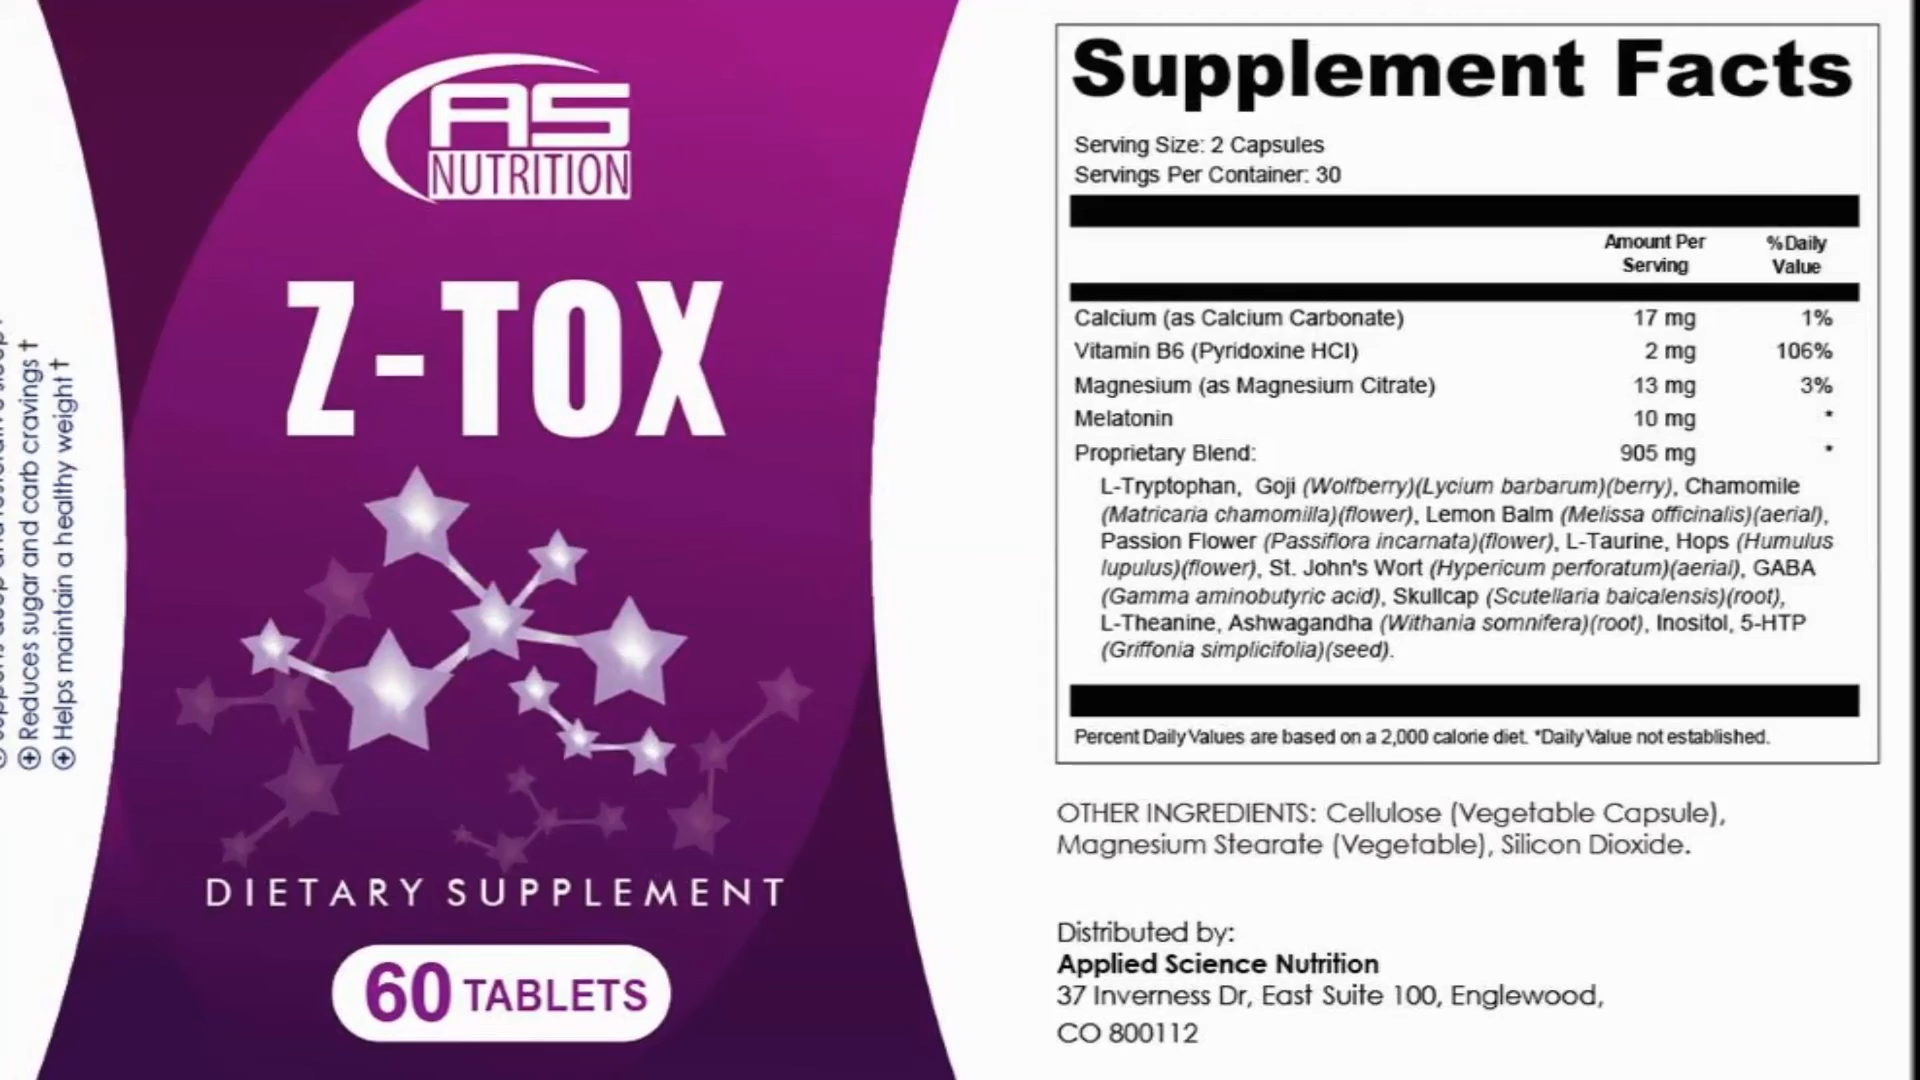 AS
NUTRITION
Z-TOX
DIETARY SUPPLEMENT
60 TABLETS
Reduces sugar and carb cravings †
Helps maintain a healthy weight †
Supplement Facts
Serving Size: 2 Capsules
Servings Per Container: 30
Amount Per Serving
%Daily Value
Calcium (as Calcium Carbonate) 17 mg 1%
Vitamin B6 (Pyridoxine HCl) 2 mg 106%
Magnesium (as Magnesium Citrate) 13 mg 3%
Melatonin 10 mg *
Proprietary Blend: 905 mg *
L-Tryptophan, Goji (Wolfberry)(Lycium barbarum)(berry), Chamomile
(Matricaria chamomilla)(flower), Lemon Balm (Melissa officinalis)(aerial),
Passion Flower (Passiflora incarnata)(flower), L-Taurine, Hops (Humulus
lupulus)(flower), St. John's Wort (Hypericum perforatum)(aerial), GABA
(Gamma aminobutyric acid), Skullcap (Scutellaria baicalensis)(root),
L-Theanine, Ashwagandha (Withania somnifera)(root), Inositol, 5-HTP
(Griffonia simplicifolia)(seed).
Percent Daily Values are based on a 2,000 calorie diet. *Daily Value not established.
OTHER INGREDIENTS: Cellulose (Vegetable Capsule),
Magnesium Stearate (Vegetable), Silicon Dioxide.
Distributed by:
Applied Science Nutrition
37 Inverness Dr, East Suite 100, Englewood,
CO 800112